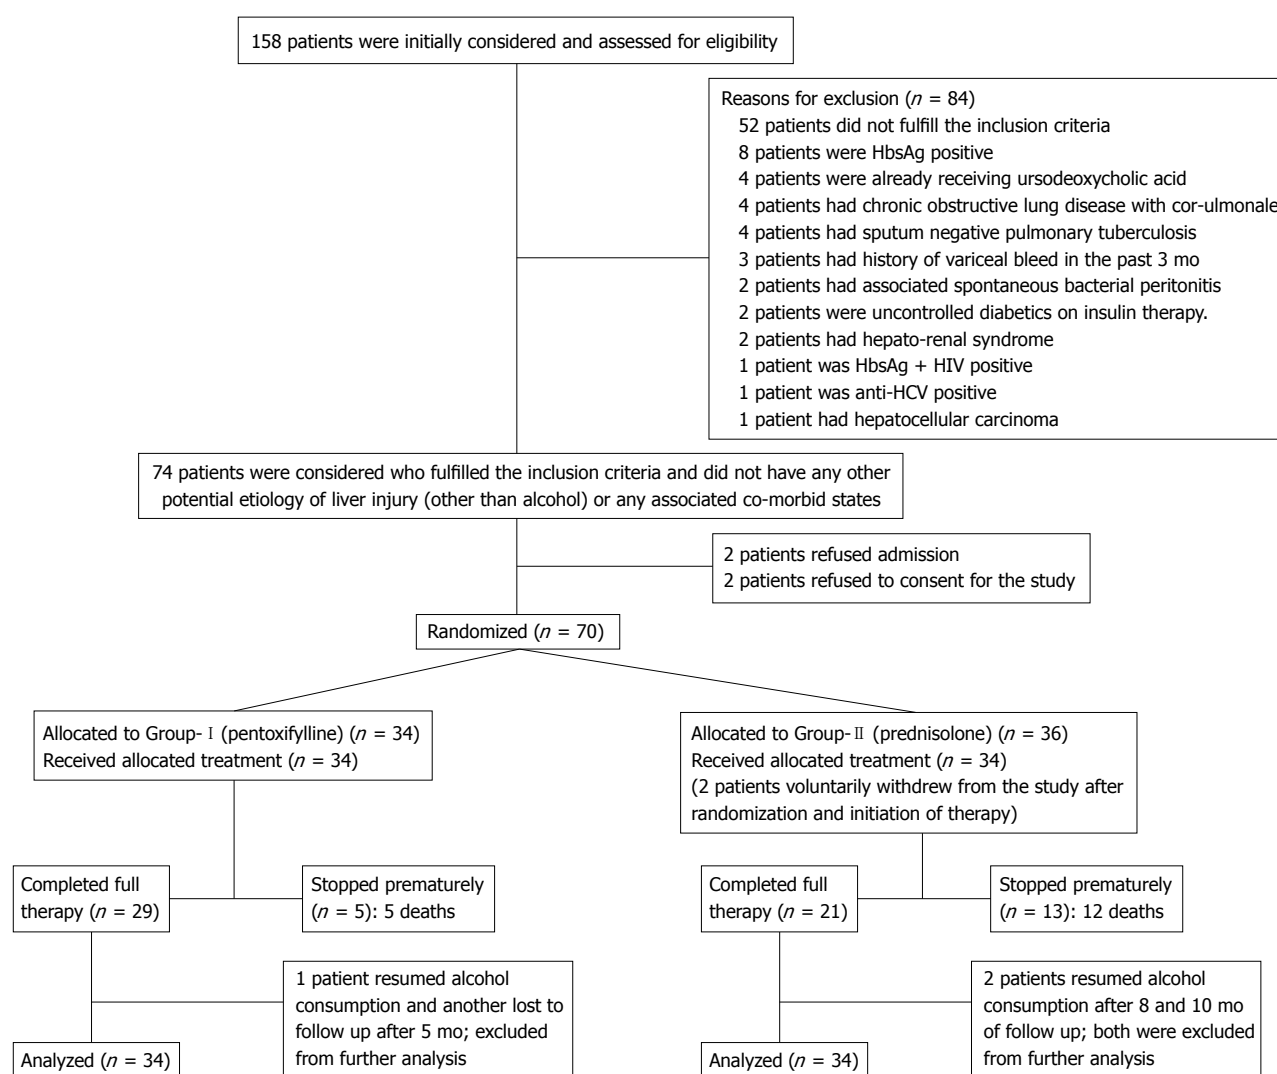 158 patients were initially considered and assessed for eligibility
Reasons for exclusion (n = 84)
52 patients did not fulfill the inclusion criteria
8 patients were HbsAg positive
4 patients were already receiving ursodeoxycholic acid
4 patients had chronic obstructive lung disease with cor-ulmonale
4 patients had sputum negative pulmonary tuberculosis
3 patients had history of variceal bleed in the past 3 mo
2 patients had associated spontaneous bacterial peritonitis
2 patients were uncontrolled diabetics on insulin therapy.
2 patients had hepato-renal syndrome
1 patient was HbsAg + HIV positive
1 patient was anti-HCV positive
1 patient had hepatocellular carcinoma
74 patients were considered who fulfilled the inclusion criteria and did not have any other
potential etiology of liver injury (other than alcohol) or any associated co-morbid states
2 patients refused admission
2 patients refused to consent for the study
Randomized (n = 70)
Allocated to Group- Ⅰ (pentoxifylline) (n = 34)
Received allocated treatment (n = 34)
Allocated to Group-Ⅱ (prednisolone) (n = 36)
Received allocated treatment (n = 34)
(2 patients voluntarily withdrew from the study after
randomization and initiation of therapy)
Completed full
therapy (n = 29)
Stopped prematurely
(n = 5): 5 deaths
Completed full
therapy (n = 21)
Stopped prematurely
(n = 13): 12 deaths
1 patient resumed alcohol
consumption and another lost to
follow up after 5 mo; excluded
from further analysis
2 patients resumed alcohol
consumption after 8 and 10 mo
of follow up; both were excluded
from further analysis
Analyzed (n = 34)
Analyzed (n = 34)